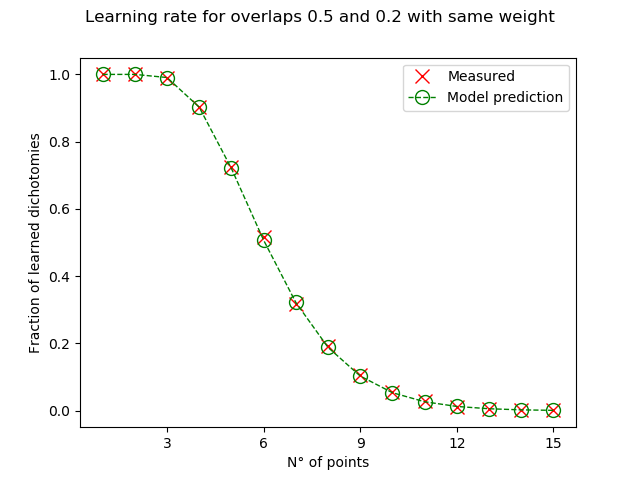 Learning rate for overlaps 0.5 and 0.2 with same weight
Measured
Model prediction
Fraction of learned dichotomies
1.0
0.8
0.6
0.4
0.2
0.0
3 6 9 12 15
N° of points